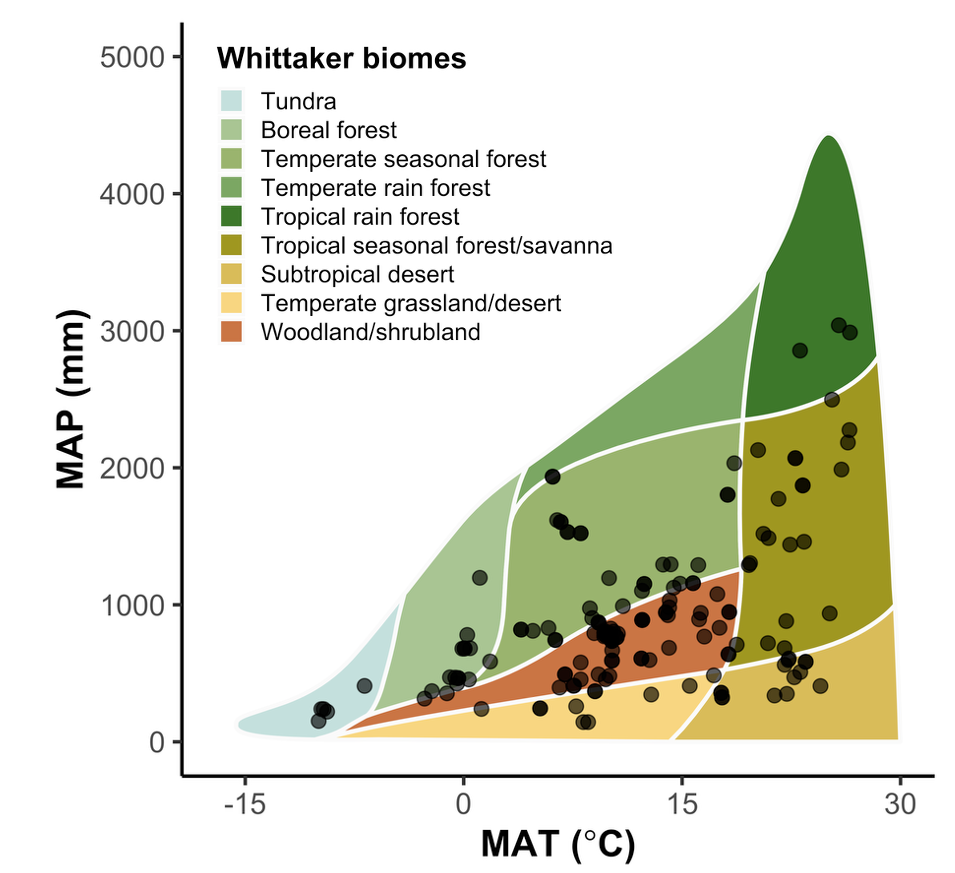 Whittaker biomes
Tundra
Boreal forest
Temperate seasonal forest
Temperate rain forest
Tropical rain forest
Tropical seasonal forest/savanna
Subtropical desert
Temperate grassland/desert
Woodland/shrubland
5000
4000
3000
2000
1000
0
MAP (mm)
-15 0 15 30
MAT (°C)